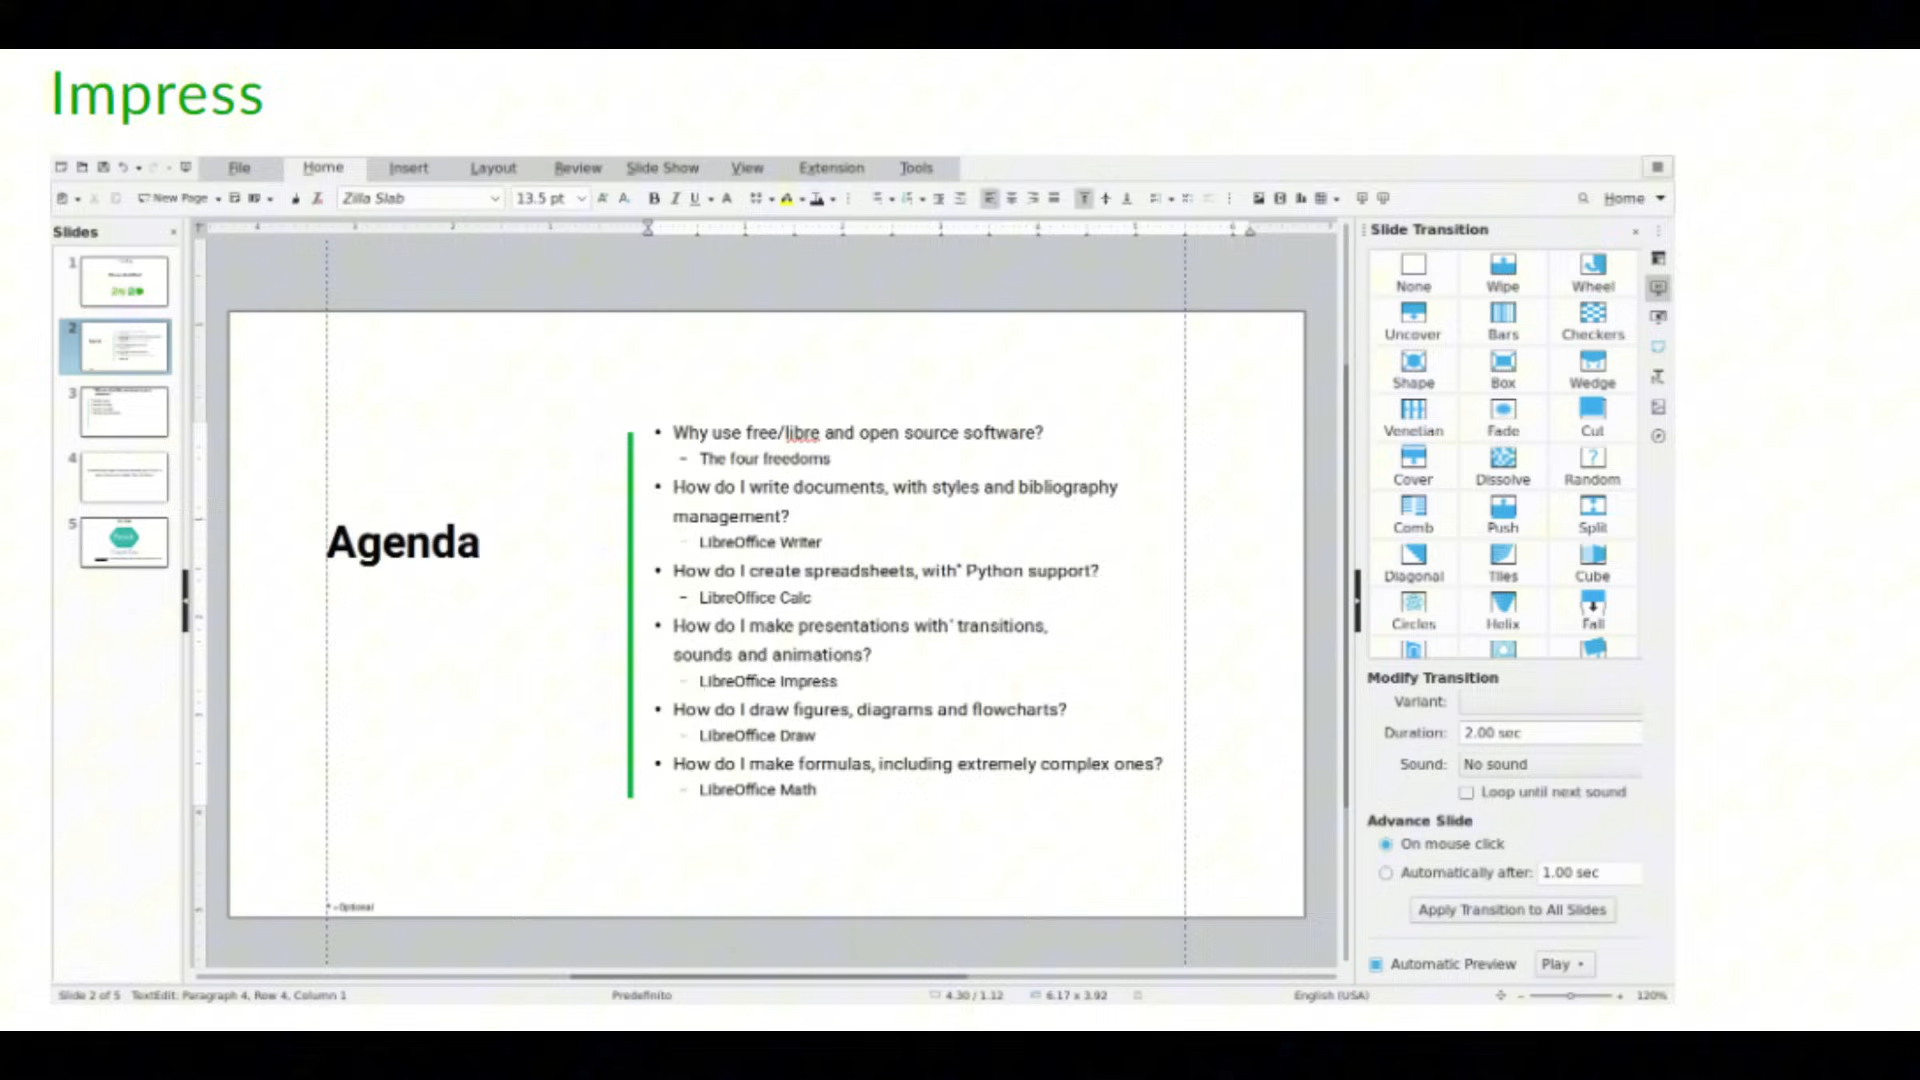 Impress
File Home Insert Layout Review Slide Show View Extension Tools
New Page Zilla Slab 13.5 pt B I U A Home
Slides
1
2
3
4
5
Agenda
• Why use free/libre and open source software?
– The four freedoms
• How do I write documents, with styles and bibliography
management?
– LibreOffice Writer
• How do I create spreadsheets, with* Python support?
– LibreOffice Calc
• How do I make presentations with* transitions,
sounds and animations?
– LibreOffice Impress
• How do I draw figures, diagrams and flowcharts?
– LibreOffice Draw
• How do I make formulas, including extremely complex ones?
– LibreOffice Math
* - Optional
Slide Transition
None Wipe Wheel
Uncover Bars Checkers
Shape Box Wedge
Venetian Fade Cut
Cover Dissolve Random
Comb Push Split
Diagonal Tiles Cube
Circles Helix Fall
Modify Transition
Variant:
Duration: 2.00 sec
Sound: No sound
Loop until next sound
Advance Slide
On mouse click
Automatically after: 1.00 sec
Apply Transition to All Slides
Automatic Preview Play
Slide 2 of 5 TextEdit: Paragraph 4, Row 4, Column 1 Predefinito 4.30 / 1.12 6.17 x 3.92 English (USA) 120%